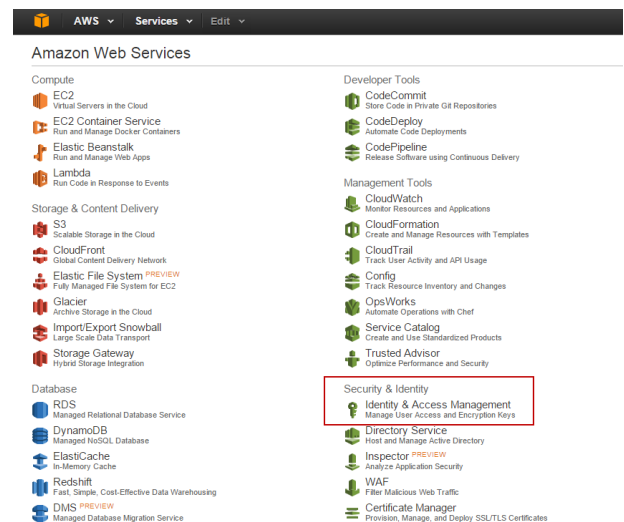 AWS Services Edit
Amazon Web Services
Compute
EC2
Virtual Servers in the Cloud
EC2 Container Service
Run and Manage Docker Containers
Elastic Beanstalk
Run and Manage Web Apps
Lambda
Run Code in Response to Events
Storage & Content Delivery
S3
Scalable Storage in the Cloud
CloudFront
Global Content Delivery Network
Elastic File System PREVIEW
Fully Managed File System for EC2
Glacier
Archive Storage in the Cloud
Import/Export Snowball
Large Scale Data Transport
Storage Gateway
Hybrid Storage Integration
Database
RDS
Managed Relational Database Service
DynamoDB
Managed NoSQL Database
ElastiCache
In-Memory Cache
Redshift
Fast, Simple, Cost-Effective Data Warehousing
DMS PREVIEW
Managed Database Migration Service
Developer Tools
CodeCommit
Store Code in Private Git Repositories
CodeDeploy
Automate Code Deployments
CodePipeline
Release Software using Continuous Delivery
Management Tools
CloudWatch
Monitor Resources and Applications
CloudFormation
Create and Manage Resources with Templates
CloudTrail
Track User Activity and API Usage
Config
Track Resource Inventory and Changes
OpsWorks
Automate Operations with Chef
Service Catalog
Create and Use Standardized Products
Trusted Advisor
Optimize Performance and Security
Security & Identity
Identity & Access Management
Manage User Access and Encryption Keys
Directory Service
Host and Manage Active Directory
Inspector PREVIEW
Analyze Application Security
WAF
Filter Malicious Web Traffic
Certificate Manager
Provision, Manage, and Deploy SSL/TLS Certificates